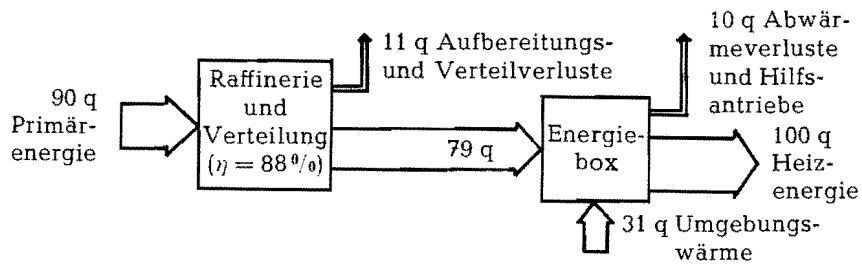 90 q
Primär-
energie
Raffinerie
und
Verteilung
(η = 88 %)
11 q Aufbereitungs-
und Verteilverluste
79 q
Energie-
box
10 q Abwär-
meverluste
und Hilfs-
antriebe
100 q
Heiz-
energie
31 q Umgebungs-
wärme